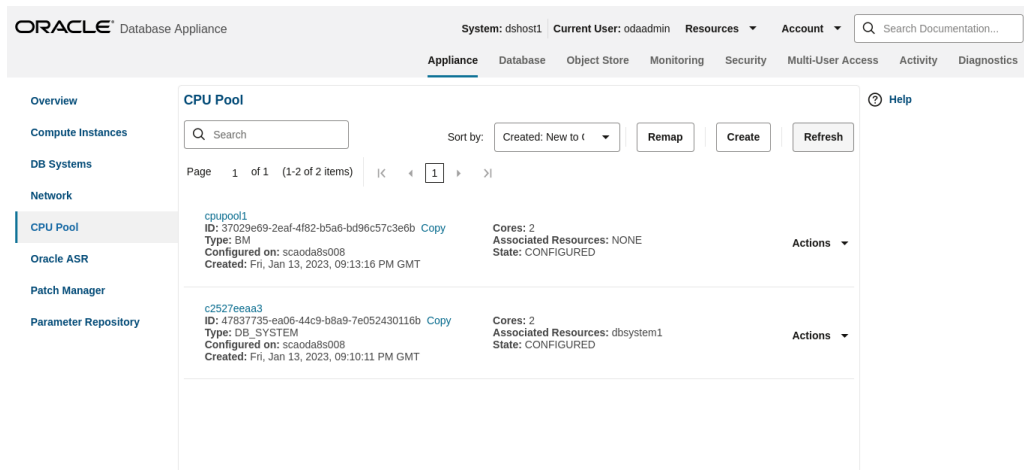 ORACLE Database Appliance
System: dshost1 Current User: odaadmin Resources Account Search Documentation...
Appliance Database Object Store Monitoring Security Multi-User Access Activity Diagnostics
Overview
Compute Instances
DB Systems
Network
CPU Pool
Oracle ASR
Patch Manager
Parameter Repository
CPU Pool
Search
Sort by: Created: New to Remap Create Refresh
Page 1 of 1 (1-2 of 2 items) 1
cpupool1
ID: 37029e69-2eaf-4f82-b5a6-bd96c57c3e6b Copy
Type: BM
Configured on: scaoda8s008
Created: Fri, Jan 13, 2023, 09:13:16 PM GMT
Cores: 2
Associated Resources: NONE
State: CONFIGURED
Actions
c2527eeaa3
ID: 47837735-ea06-44c9-b8a9-7e052430116b Copy
Type: DB_SYSTEM
Configured on: scaoda8s008
Created: Fri, Jan 13, 2023, 09:10:11 PM GMT
Cores: 2
Associated Resources: dbsystem1
State: CONFIGURED
Actions
? Help